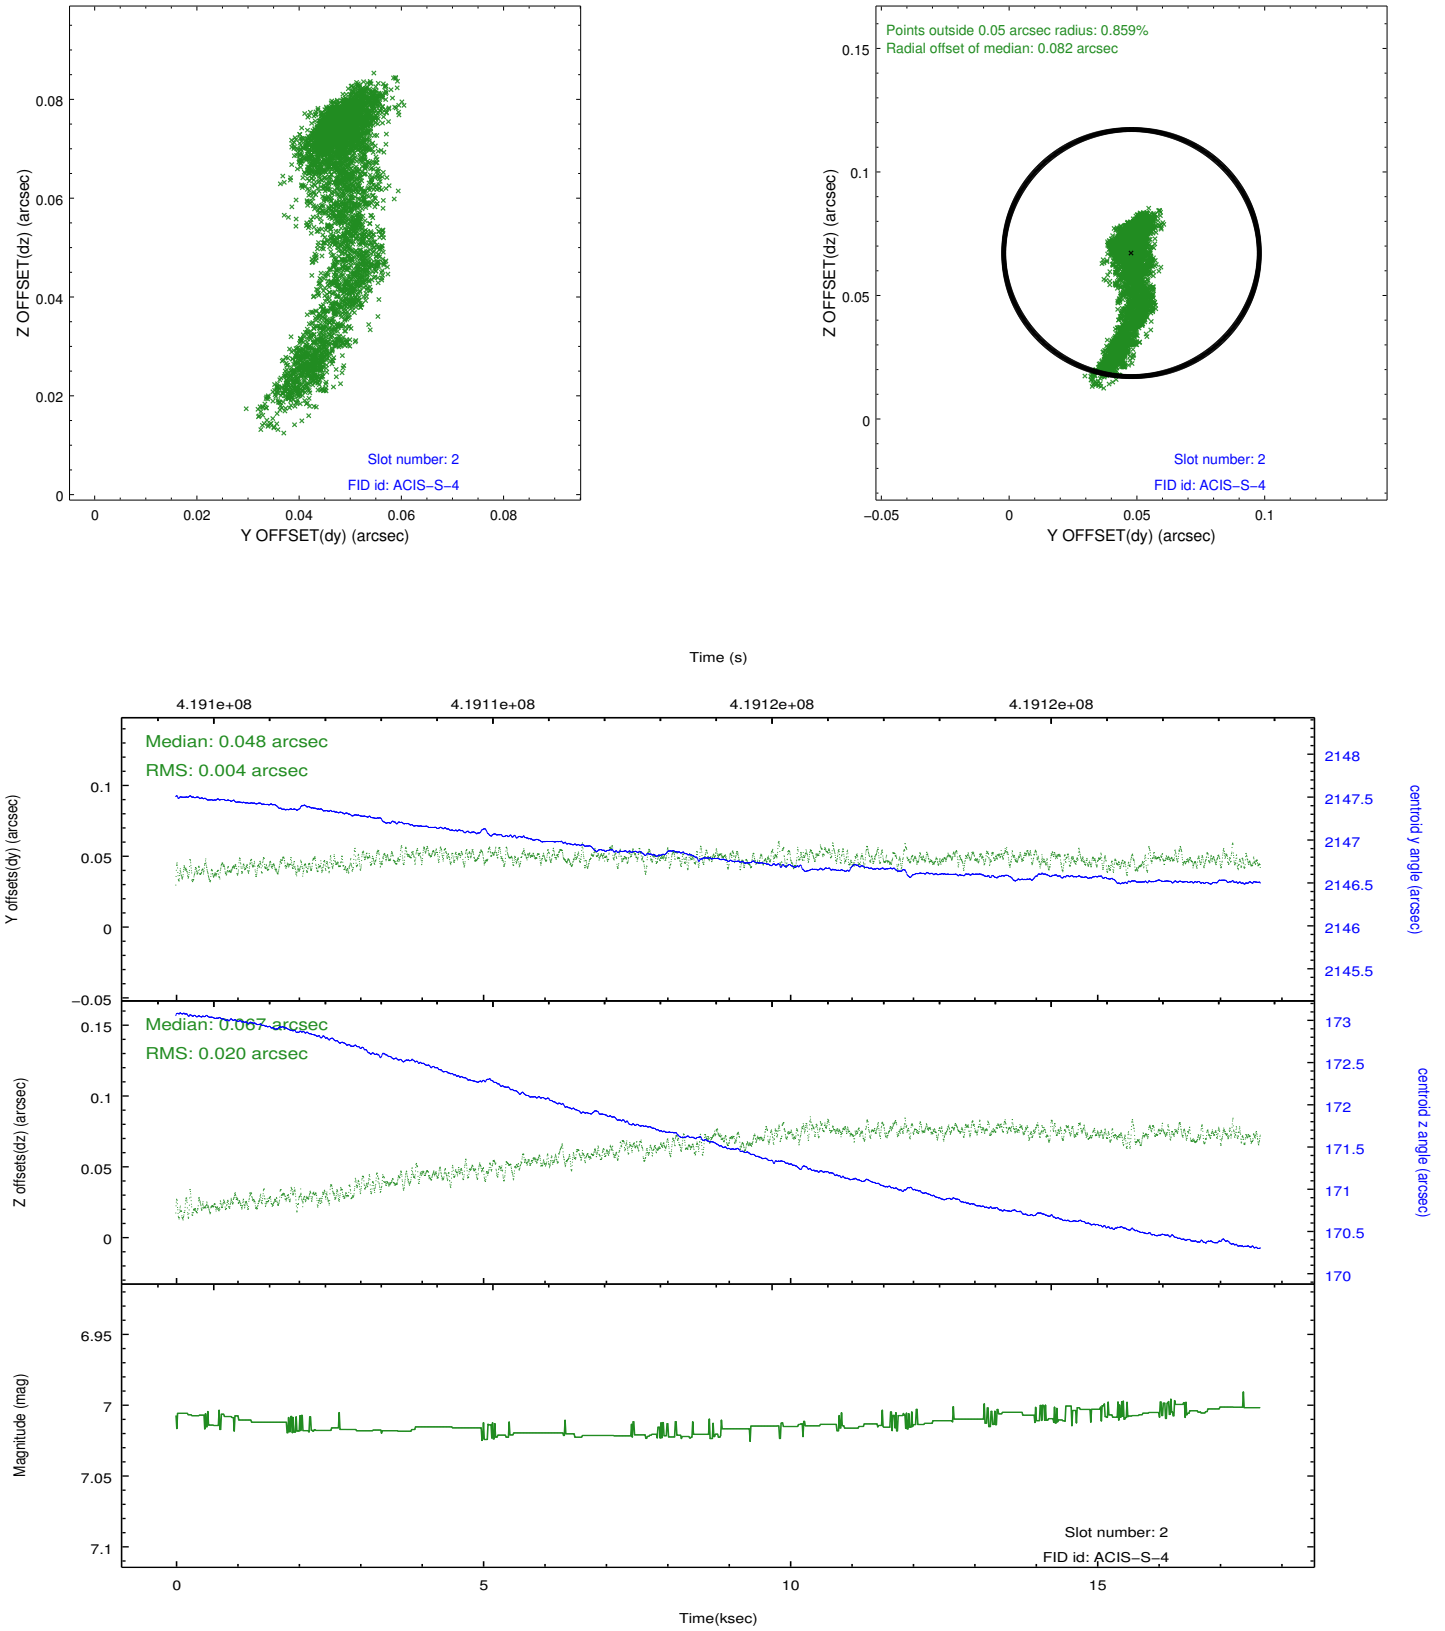 0.08
0.06
0.04
0.02
0
Z OFFSET(dz) (arcsec)
Slot number: 2
FID id: ACIS−S−4
0
0.02
0.04
0.06
0.08
Y OFFSET(dy) (arcsec)
Points outside 0.05 arcsec radius: 0.859%
Radial offset of median: 0.082 arcsec
0.15
0.1
0.05
0
Z OFFSET(dz) (arcsec)
Slot number: 2
FID id: ACIS−S−4
−0.05
0
0.05
0.1
Y OFFSET(dy) (arcsec)
Time (s)
4.191e+08
4.1911e+08
4.1912e+08
4.1912e+08
Median: 0.048 arcsec
RMS: 0.004 arcsec
0.1
0.05
0
−0.05
Y offsets(dy) (arcsec)
2148
2147.5
2147
2146.5
2146
2145.5
centroid y angle (arcsec)
Median: 0.067 arcsec
RMS: 0.020 arcsec
0.15
0.1
0.05
0
Z offsets(dz) (arcsec)
173
172.5
172
171.5
171
170.5
170
centroid z angle (arcsec)
6.95
7
7.05
7.1
Magnitude (mag)
Slot number: 2
FID id: ACIS−S−4
0
5
10
15
Time(ksec)